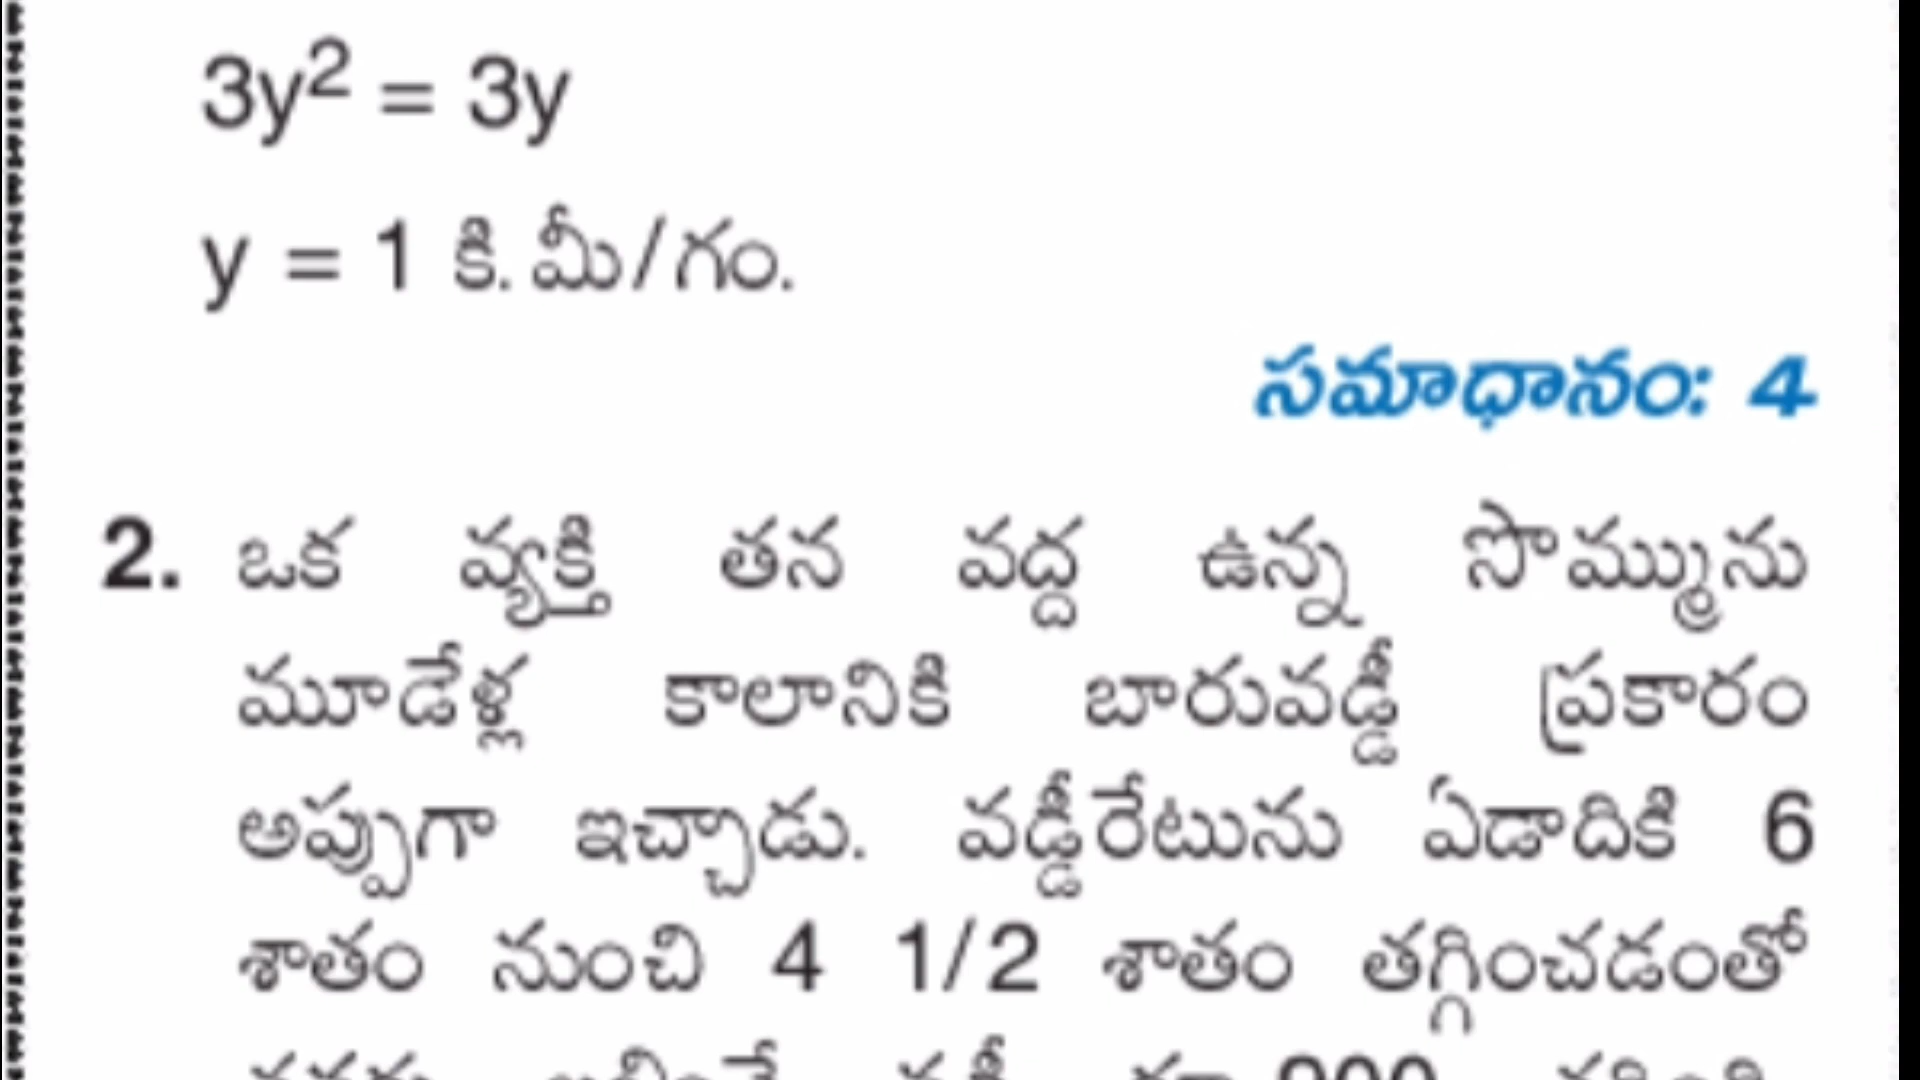 3y² = 3y
y = 1 కి. మీ/గం.
సమాధానం: 4
2. ఒక వ్యక్తి తన వద్ద ఉన్న సొమ్మును
మూడేళ్ల కాలానికి బారువడ్డీ ప్రకారం
అప్పుగా ఇచ్చాడు. వడ్డీరేటును ఏడాదికి 6
శాతం నుంచి 4 1/2 శాతం తగ్గించడంతో